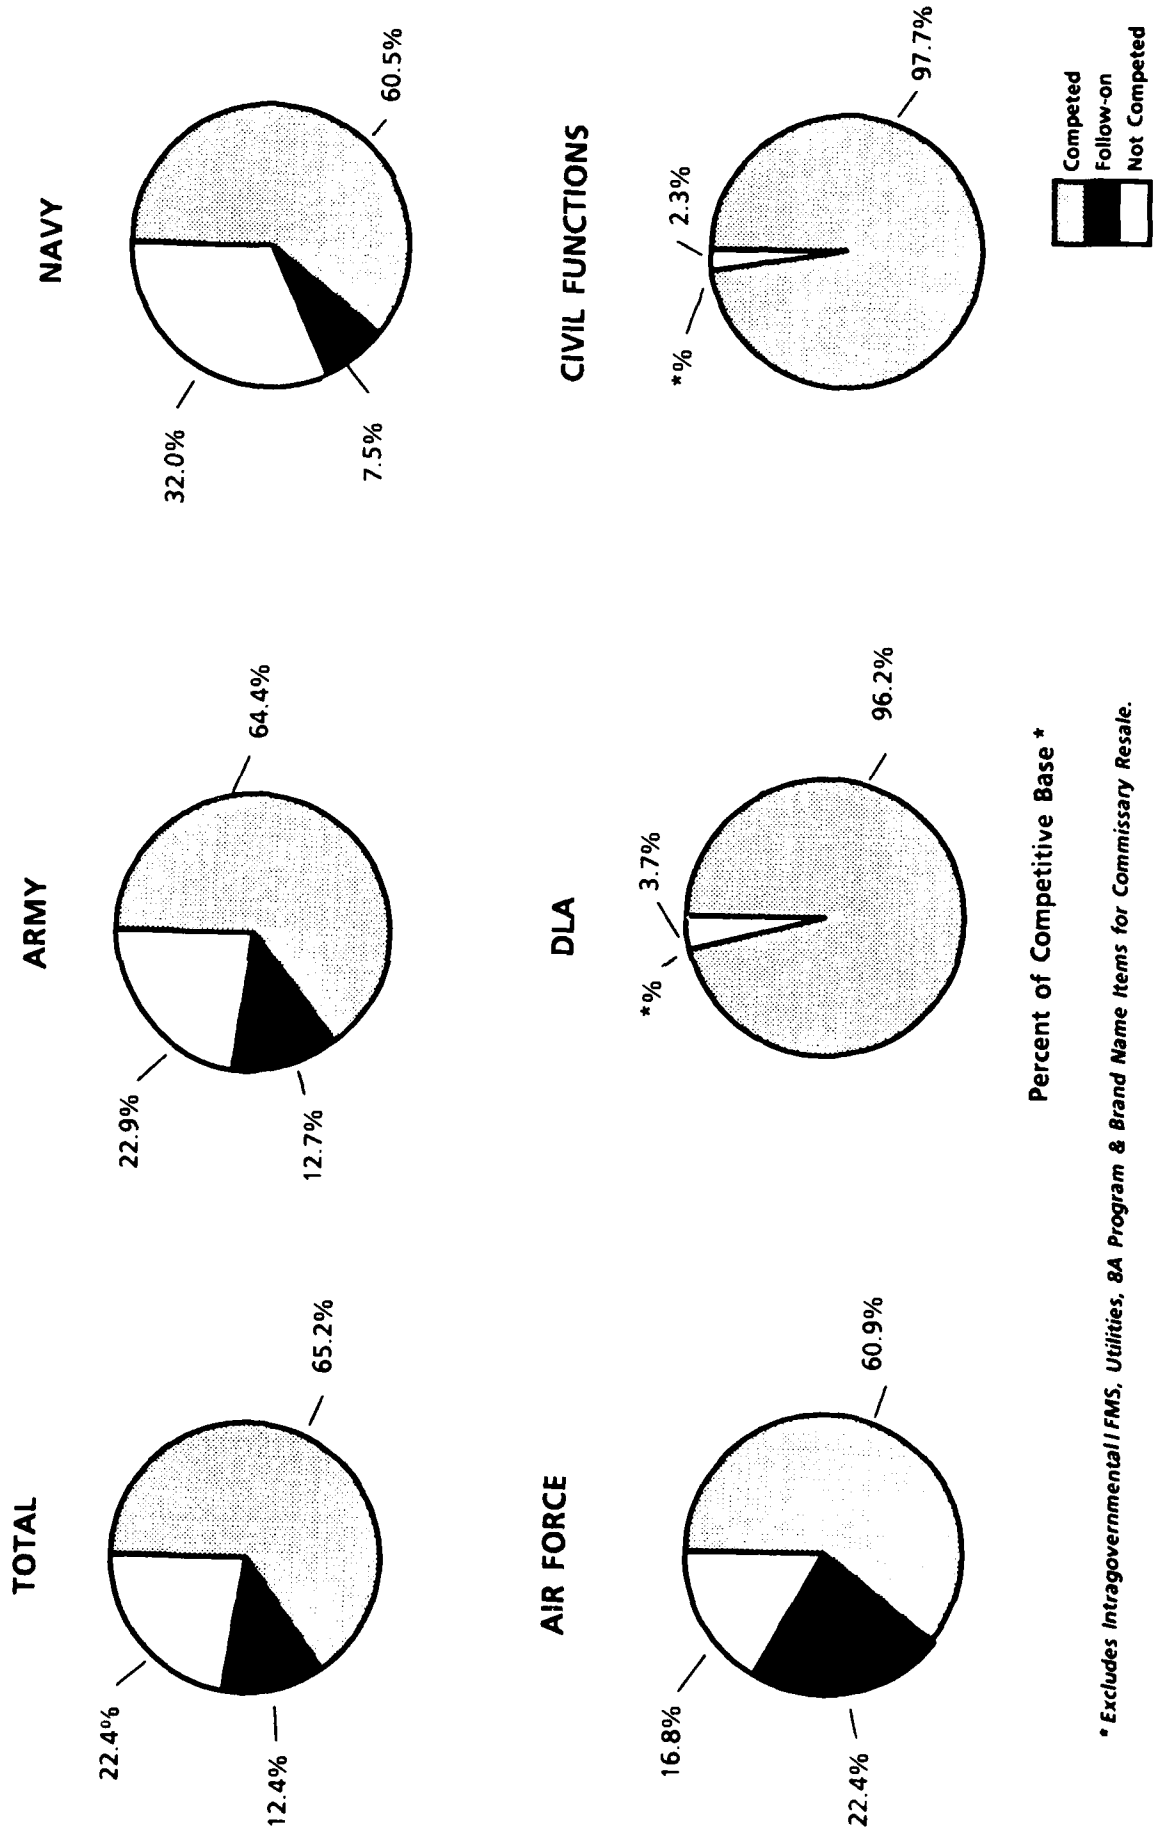 TOTAL
22.4%
65.2%
12.4%
ARMY
22.9%
64.4%
12.7%
NAVY
32.0%
60.5%
7.5%
AIR FORCE
16.8%
60.9%
22.4%
DLA
*%
3.7%
96.2%
CIVIL FUNCTIONS
*%
2.3%
97.7%
Percent of Competitive Base *
Competed
Follow-on
Not Competed
* Excludes Intragovernmental / FMS, Utilities, 8A Program & Brand Name Items for Commissary Resale.